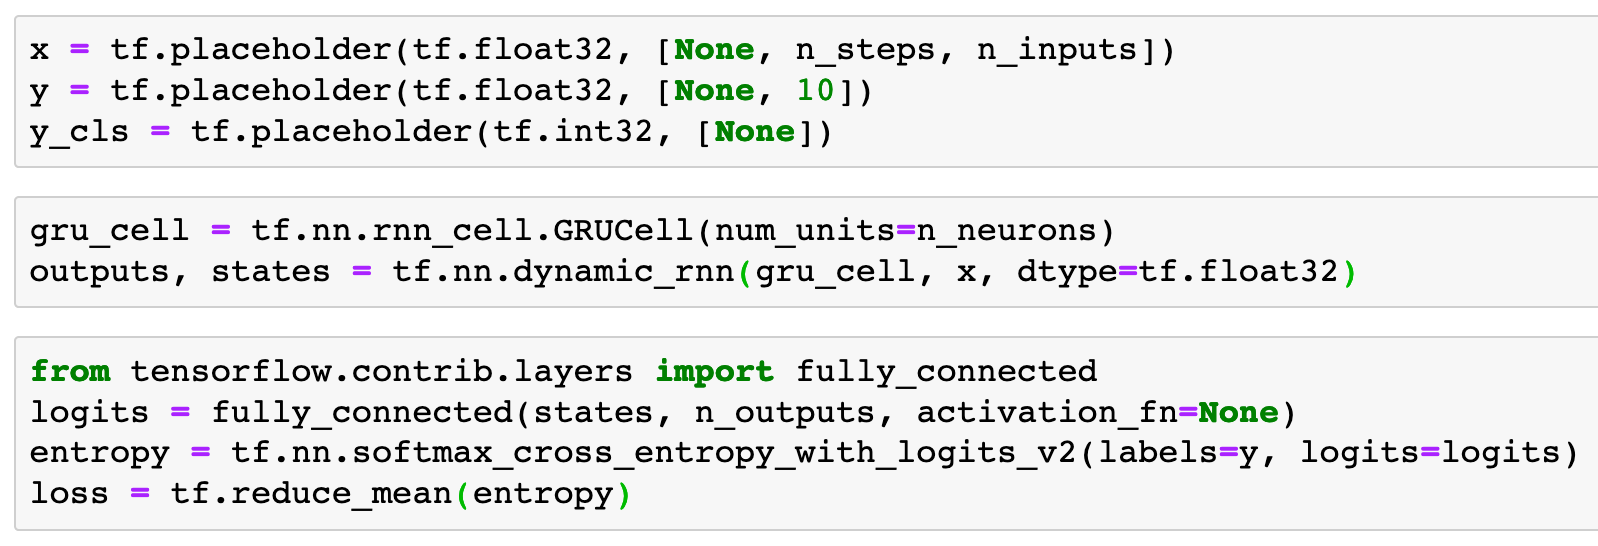 x = tf.placeholder(tf.float32, [None, n_steps, n_inputs])
y = tf.placeholder(tf.float32, [None, 10])
y_cls = tf.placeholder(tf.int32, [None])
gru_cell = tf.nn.rnn_cell.GRUCell(num_units=n_neurons)
outputs, states = tf.nn.dynamic_rnn(gru_cell, x, dtype=tf.float32)
from tensorflow.contrib.layers import fully_connected
logits = fully_connected(states, n_outputs, activation_fn=None)
entropy = tf.nn.softmax_cross_entropy_with_logits_v2(labels=y, logits=logits)
loss = tf.reduce_mean(entropy)